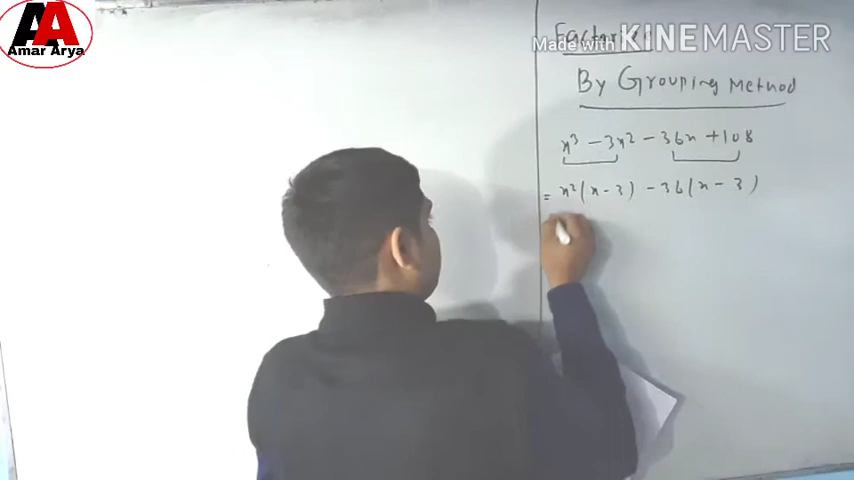 AA
Amar Arya
Made with KINEMASTER
By Grouping Method
x³ - 3x² - 36x + 108
= x²(x - 3) - 36(x - 3)